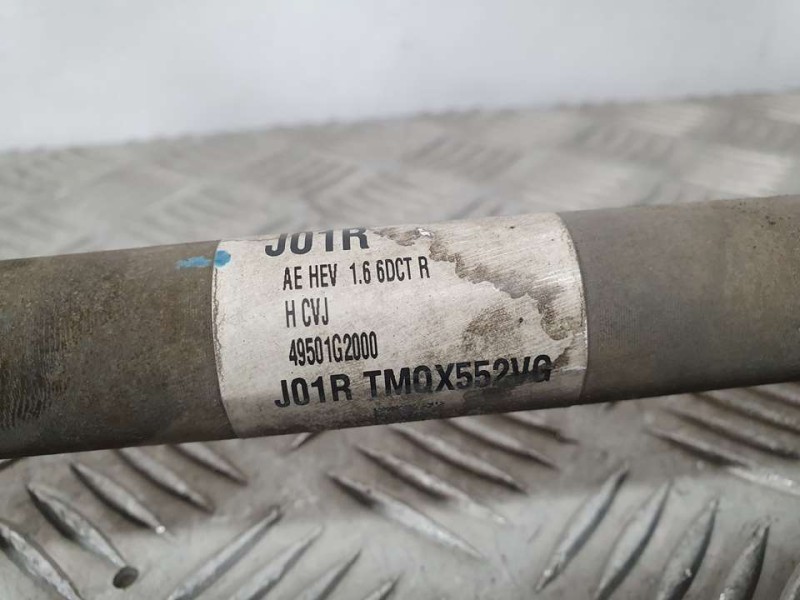 J01R
AE HEV 1.6 6DCT R
H CVJ
49501G2000
J01R TMQX552VG